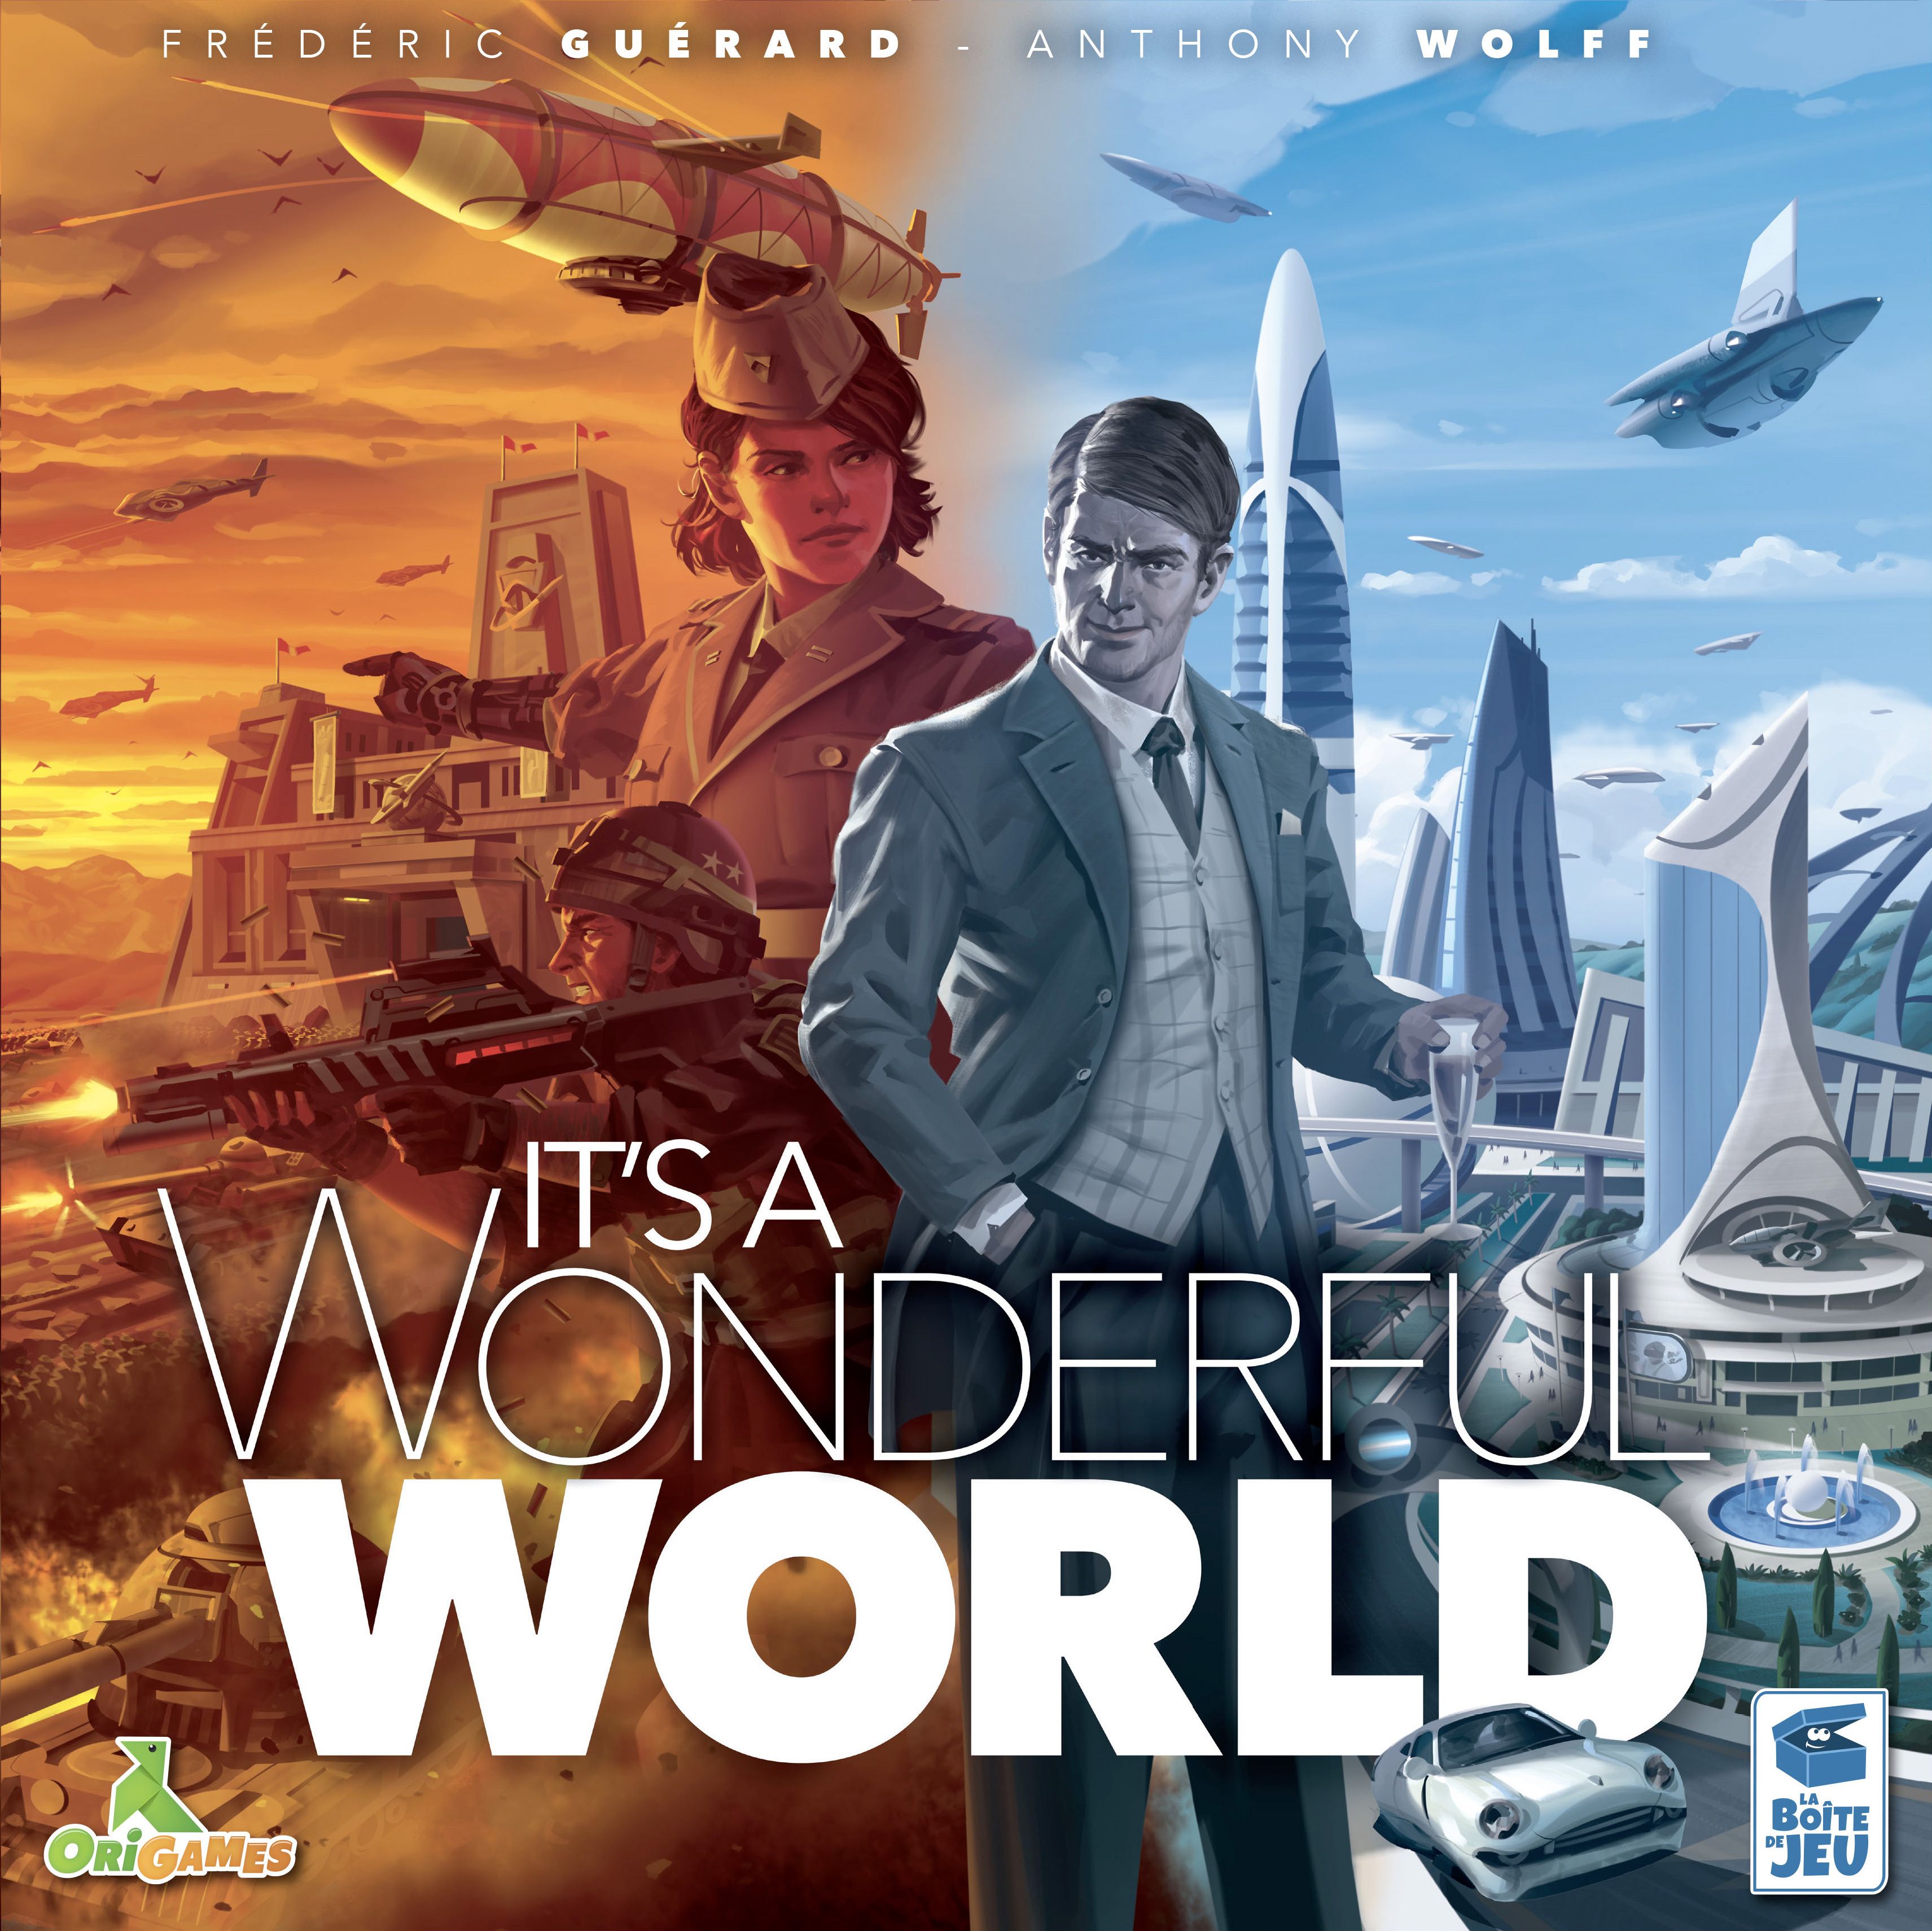 FRÉDÉRIC GUÉRARD - ANTHONY WOLFF
IT'S A
WONDERFUL
WORLD
ORIGAMES
LA
BOÎTE
DE JEU